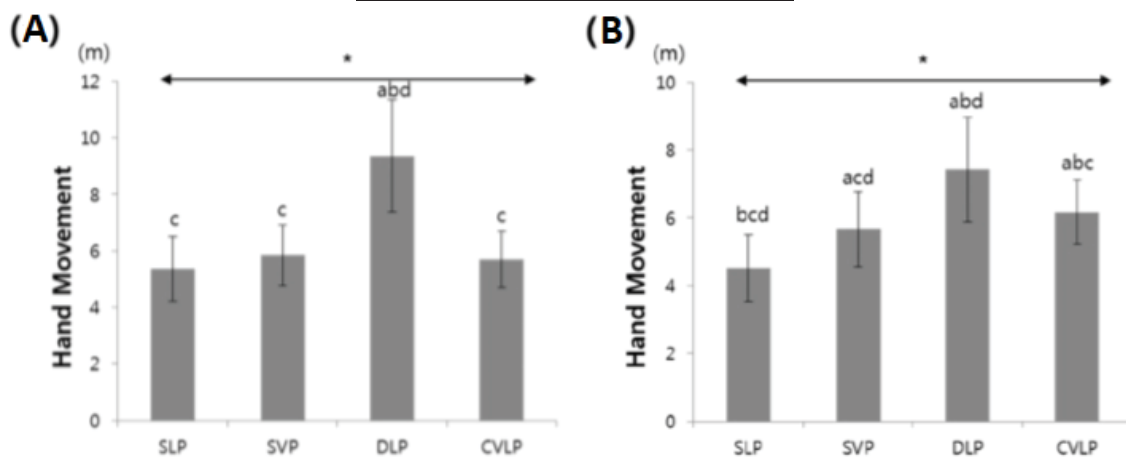 (A)
(m)
*
12
10
8
6
4
2
0
Hand Movement
c
c
abd
c
SLP
SVP
DLP
CVLP
(B)
(m)
*
10
8
6
4
2
0
Hand Movement
bcd
acd
abd
abc
SLP
SVP
DLP
CVLP